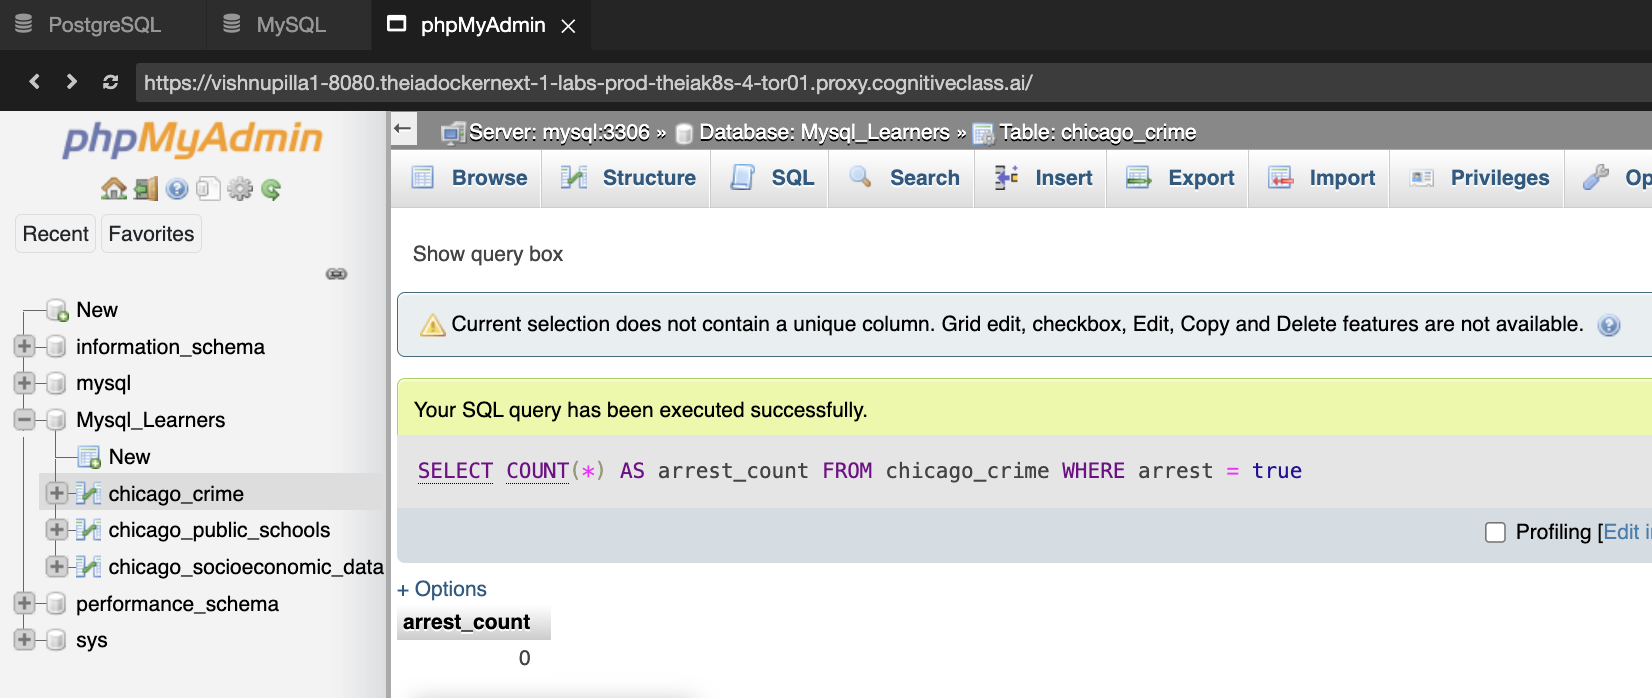 PostgreSQL MySQL phpMyAdmin
https://vishnupilla1-8080.theiadockernext-1-labs-prod-theiak8s-4-tor01.proxy.cognitiveclass.ai/
phpMyAdmin
Recent Favorites
New
information_schema
mysql
Mysql_Learners
New
chicago_crime
chicago_public_schools
chicago_socioeconomic_data
performance_schema
sys
Server: mysql:3306 » Database: Mysql_Learners » Table: chicago_crime
Browse Structure SQL Search Insert Export Import Privileges Op
Show query box
Current selection does not contain a unique column. Grid edit, checkbox, Edit, Copy and Delete features are not available.
Your SQL query has been executed successfully.
SELECT COUNT(*) AS arrest_count FROM chicago_crime WHERE arrest = true
Profiling [Edit i
+ Options
arrest_count
0